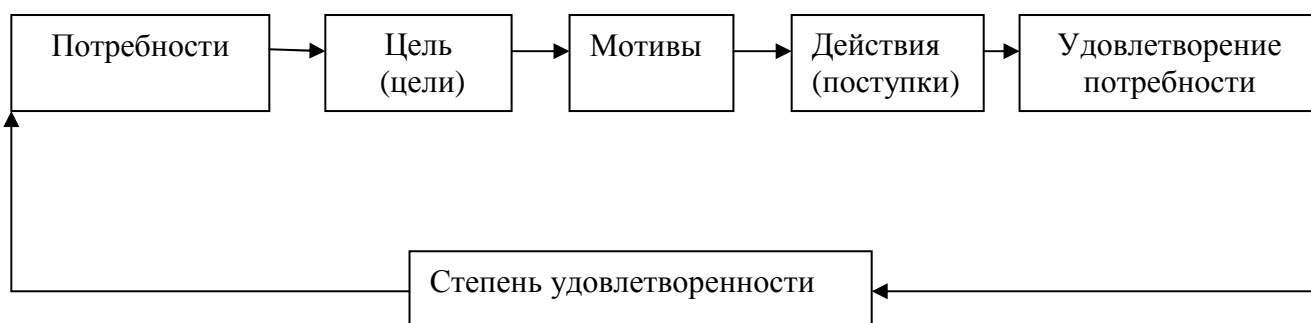 Потребности
Цель
(цели)
Мотивы
Действия
(поступки)
Удовлетворение
потребности
Степень удовлетворенности